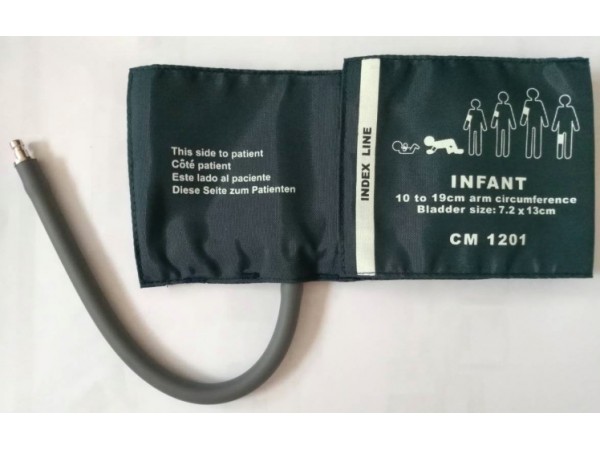 This side to patient
Côté patient
Este lado al paciente
Diese Seite zum Patienten
INDEX LINE
INFANT
10 to 19cm arm circumference
Bladder size: 7.2 x 13cm
CM 1201